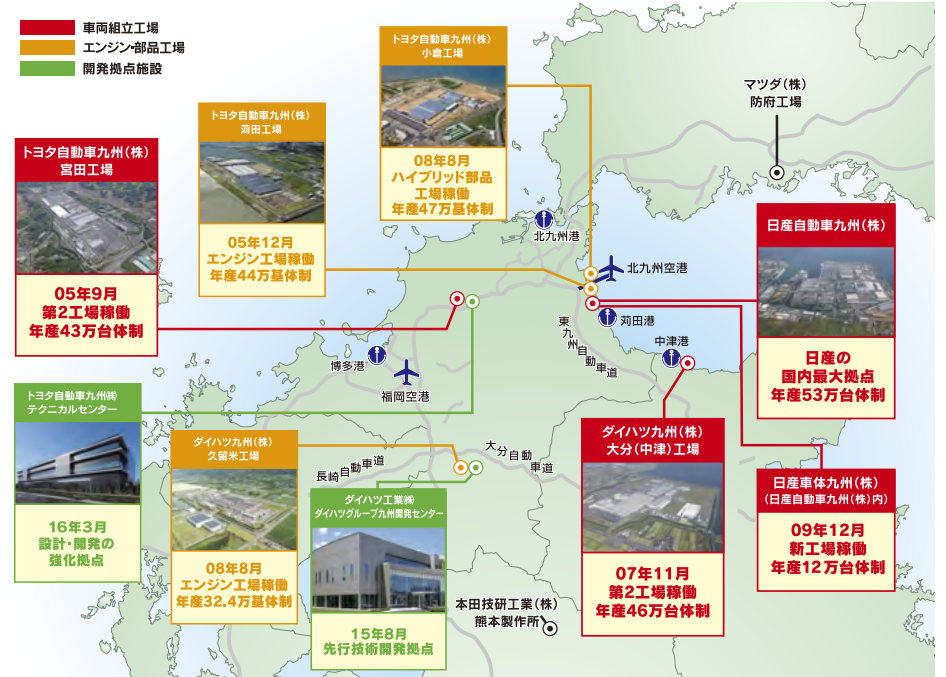 車両組立工場
エンジン・部品工場
開発拠点施設
トヨタ自動車九州(株)
小倉工場
08年8月
ハイブリッド部品
工場稼働
年産47万基体制
マツダ(株)
防府工場
トヨタ自動車九州(株)
苅田工場
05年12月
エンジン工場稼働
年産44万基体制
トヨタ自動車九州(株)
宮田工場
05年9月
第2工場稼働
年産43万台体制
北九州港
北九州空港
苅田港
東九州自動車道
中津港
博多港
福岡空港
日産自動車九州(株)
日産の
国内最大拠点
年産53万台体制
トヨタ自動車九州㈱
テクニカルセンター
16年3月
設計・開発の
強化拠点
ダイハツ九州(株)
久留米工場
08年8月
エンジン工場稼働
年産32.4万基体制
長崎自動車道
大分自動車道
ダイハツ工業㈱
ダイハツグループ九州開発センター
15年8月
先行技術開発拠点
ダイハツ九州(株)
大分(中津)工場
07年11月
第2工場稼働
年産46万台体制
日産車体九州(株)
(日産自動車九州(株)内)
09年12月
新工場稼働
年産12万台体制
本田技研工業(株)
熊本製作所